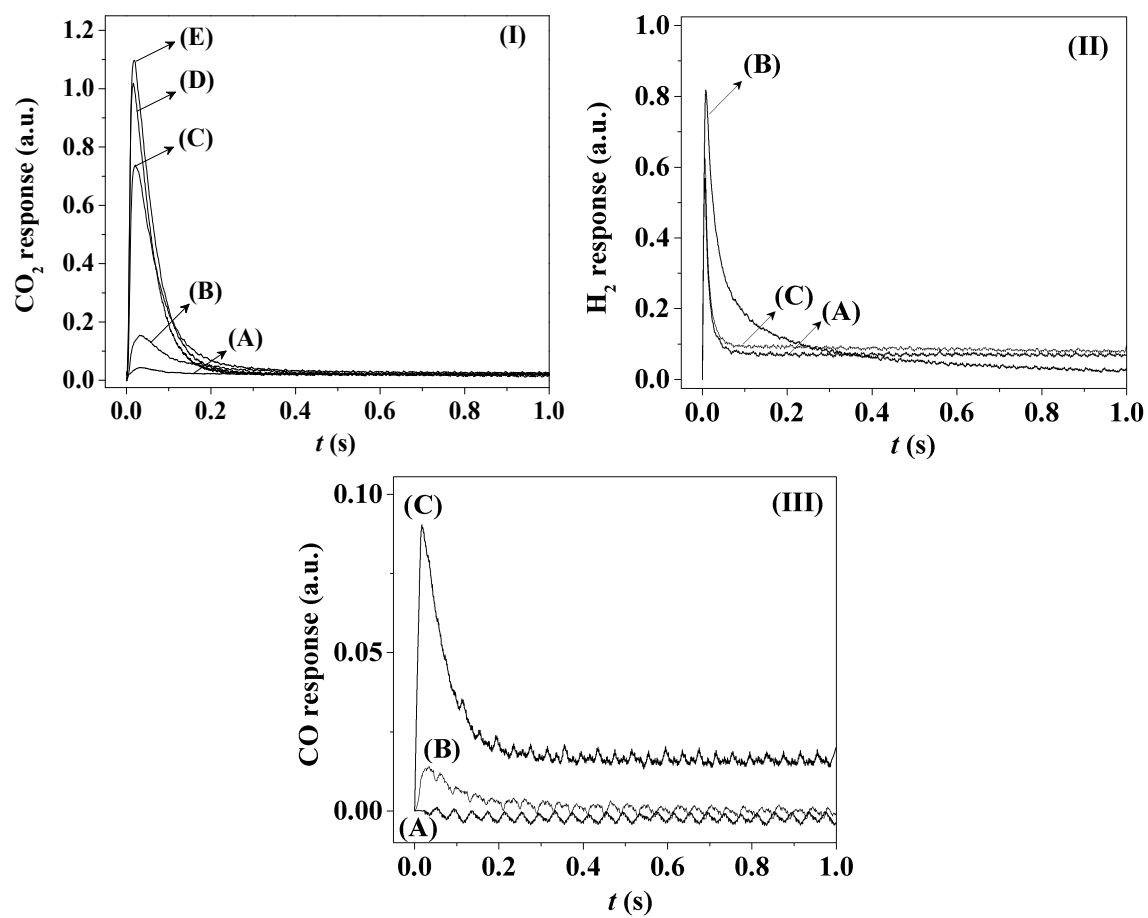 (I)
CO2 response (a.u.)
1.2
1.0
0.8
0.6
0.4
0.2
0.0
(E)
(D)
(C)
(B)
(A)
0.0 0.2 0.4 0.6 0.8 1.0
t (s)
(II)
H2 response (a.u.)
1.0
0.8
0.6
0.4
0.2
0.0
(B)
(C) (A)
0.0 0.2 0.4 0.6 0.8 1.0
t (s)
(III)
CO response (a.u.)
0.10
0.05
0.00
(C)
(B)
(A)
0.0 0.2 0.4 0.6 0.8 1.0
t (s)